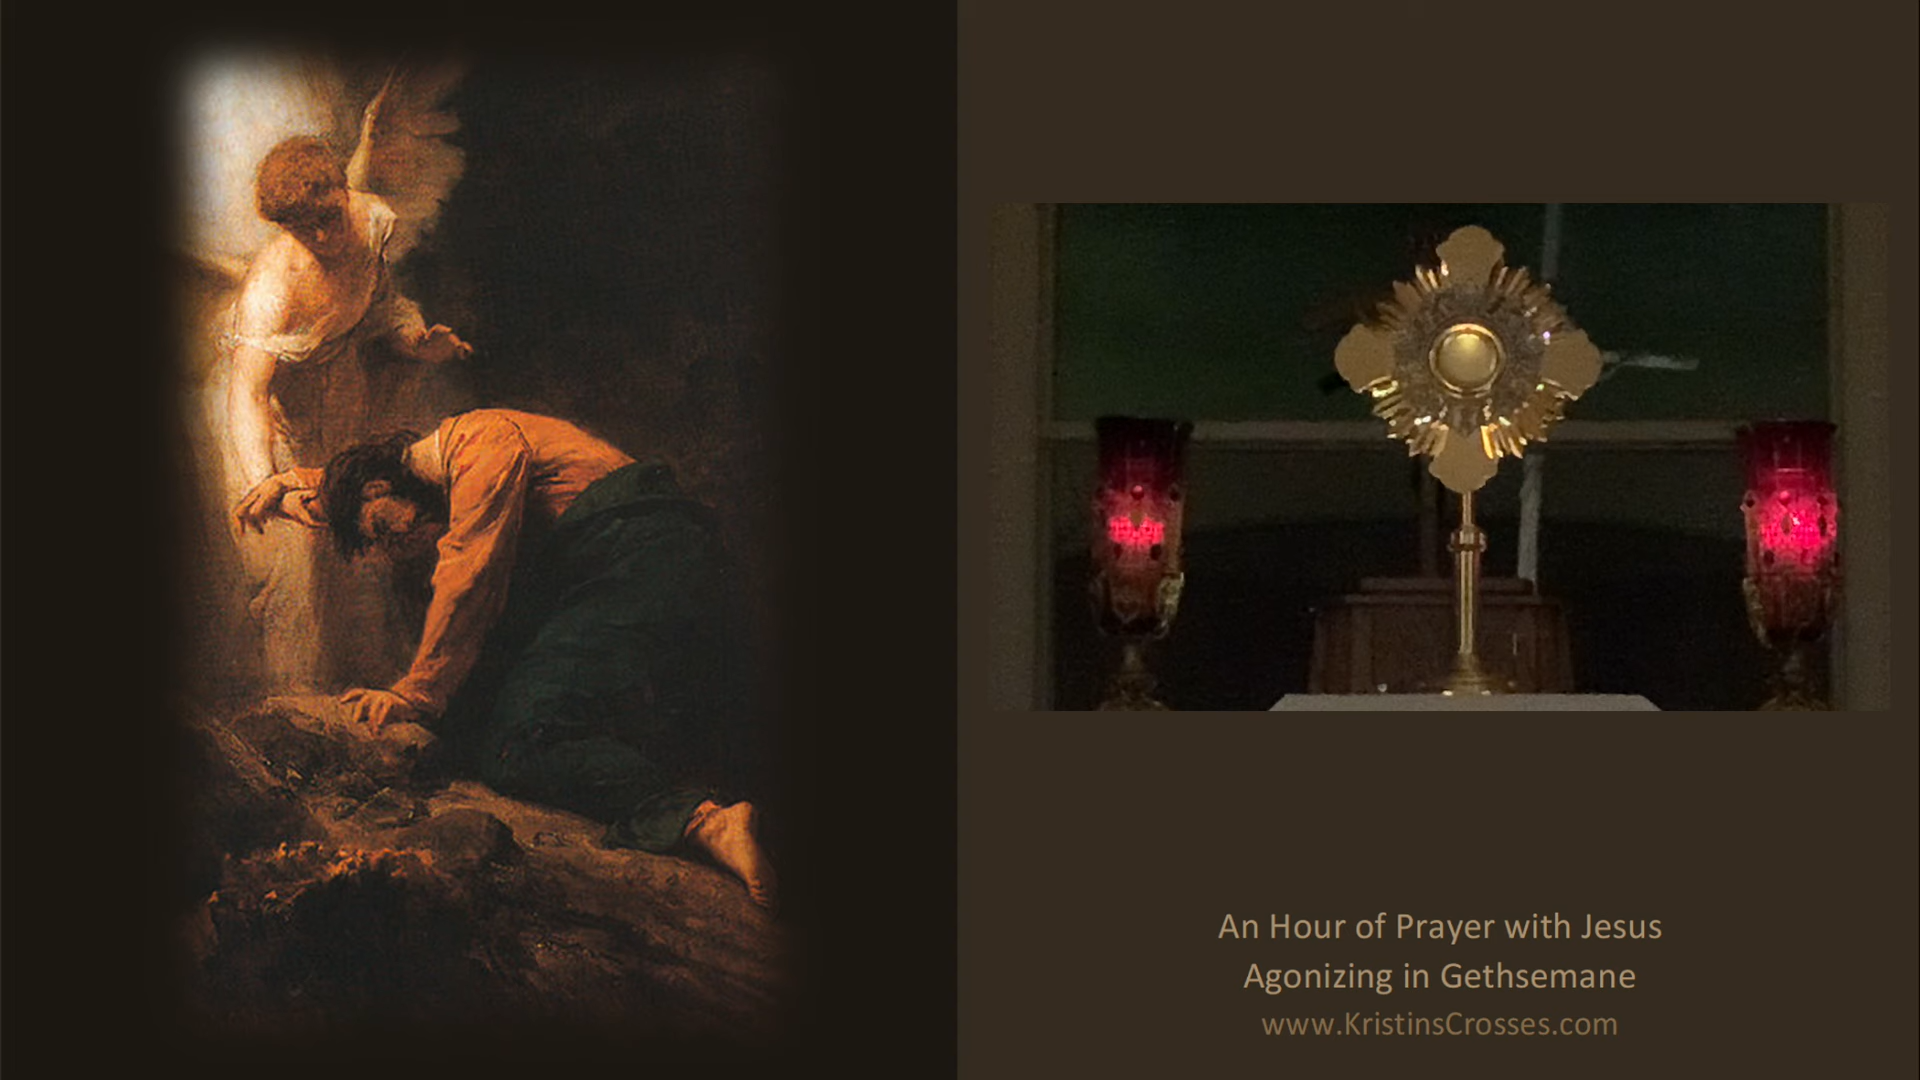 An Hour of Prayer with Jesus
Agonizing in Gethsemane
www.KristinsCrosses.com